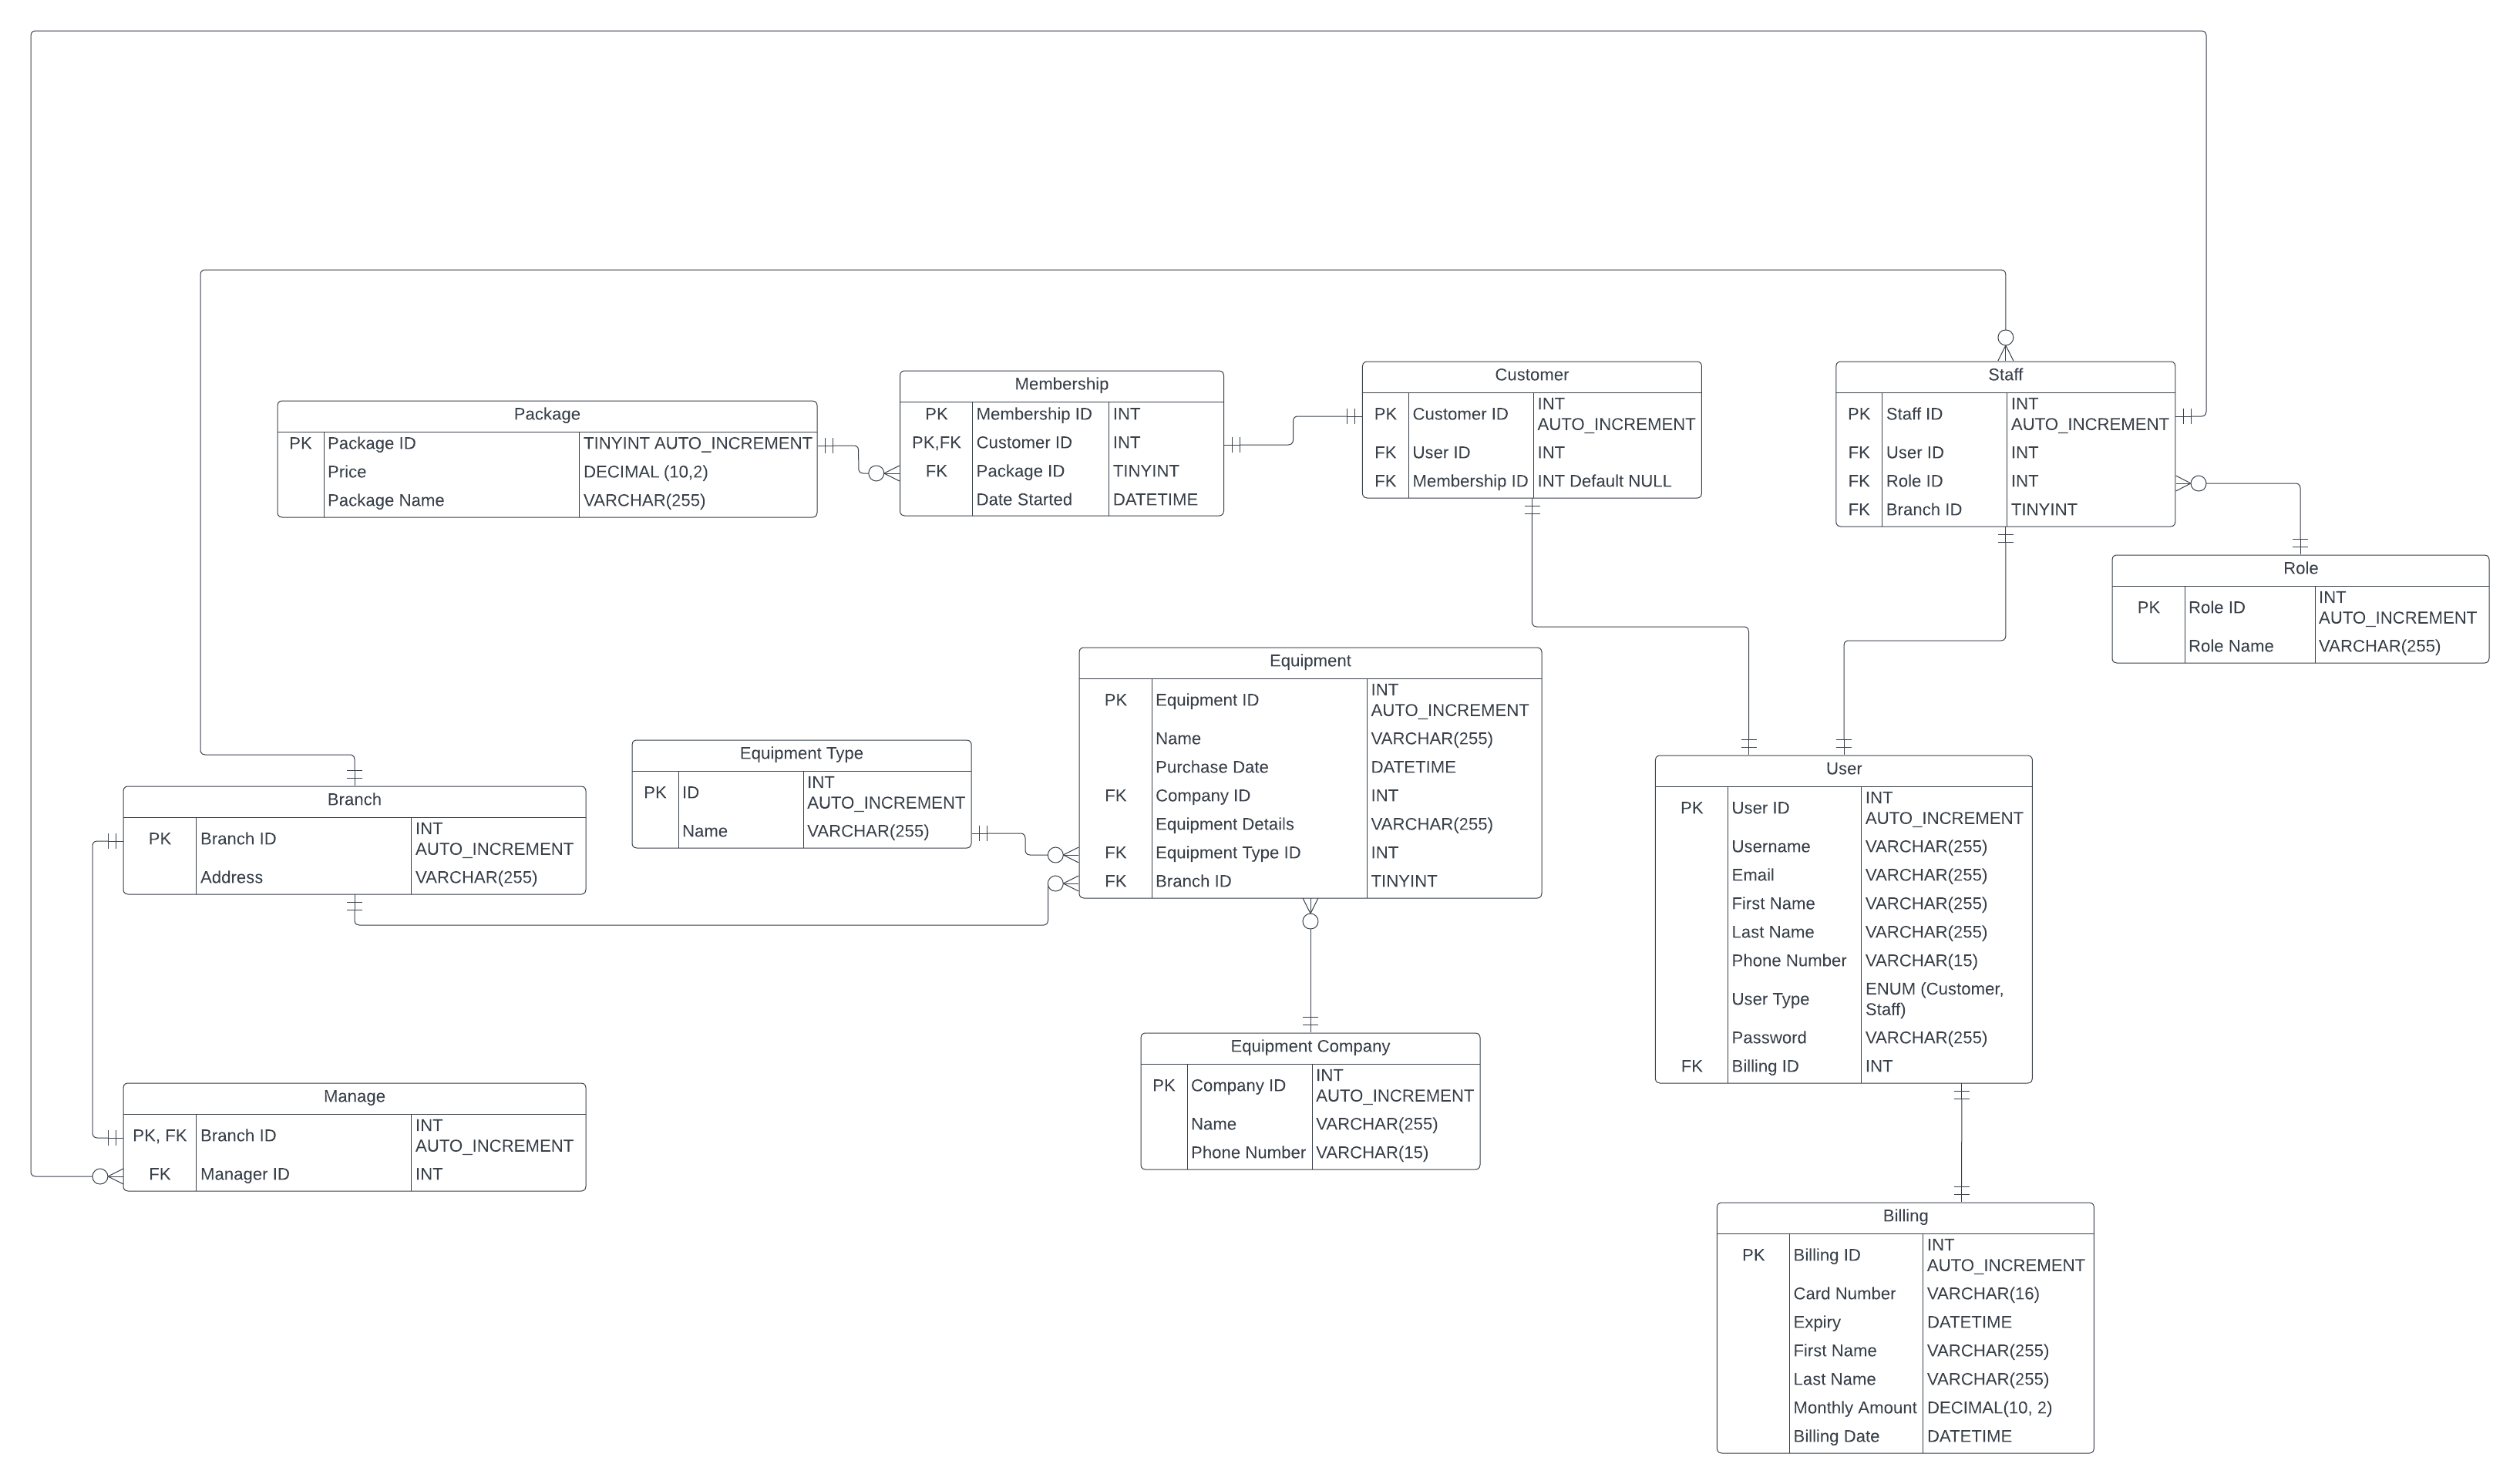 Package
PK Package ID TINYINT AUTO_INCREMENT
Price DECIMAL (10,2)
Package Name VARCHAR(255)
Membership
PK Membership ID INT
PK,FK Customer ID INT
FK Package ID TINYINT
Date Started DATETIME
Customer
PK Customer ID INT
AUTO_INCREMENT
FK User ID INT
FK Membership ID INT Default NULL
Staff
PK Staff ID INT
AUTO_INCREMENT
FK User ID INT
FK Role ID INT
FK Branch ID TINYINT
Role
PK Role ID INT
AUTO_INCREMENT
Role Name VARCHAR(255)
Equipment
PK Equipment ID INT
AUTO_INCREMENT
Name VARCHAR(255)
Purchase Date DATETIME
FK Company ID INT
Equipment Details VARCHAR(255)
FK Equipment Type ID INT
FK Branch ID TINYINT
Equipment Type
PK ID INT
AUTO_INCREMENT
Name VARCHAR(255)
Branch
PK Branch ID INT
AUTO_INCREMENT
Address VARCHAR(255)
User
PK User ID INT
AUTO_INCREMENT
Username VARCHAR(255)
Email VARCHAR(255)
First Name VARCHAR(255)
Last Name VARCHAR(255)
Phone Number VARCHAR(15)
User Type ENUM (Customer,
Staff)
Password VARCHAR(255)
FK Billing ID INT
Equipment Company
PK Company ID INT
AUTO_INCREMENT
Name VARCHAR(255)
Phone Number VARCHAR(15)
Manage
PK, FK Branch ID INT
AUTO_INCREMENT
FK Manager ID INT
Billing
PK Billing ID INT
AUTO_INCREMENT
Card Number VARCHAR(16)
Expiry DATETIME
First Name VARCHAR(255)
Last Name VARCHAR(255)
Monthly Amount DECIMAL(10, 2)
Billing Date DATETIME